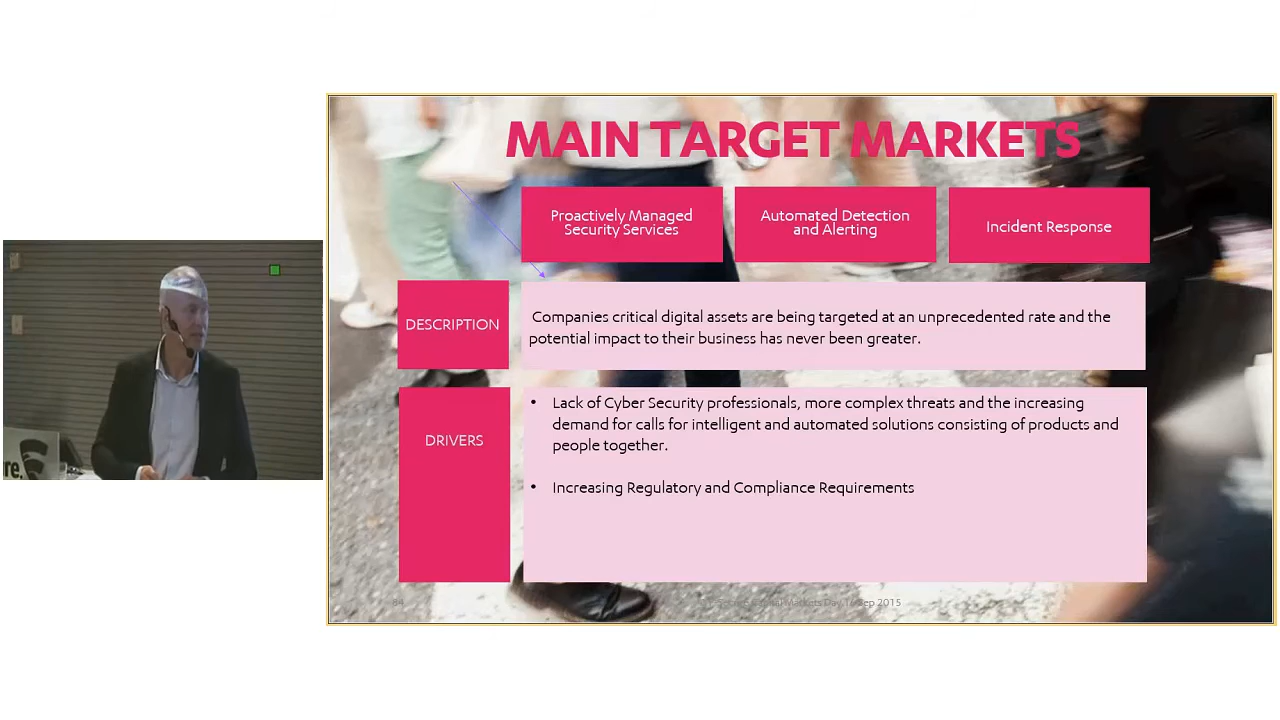 MAIN TARGET MARKETS
Proactively Managed
Security Services
Automated Detection
and Alerting
Incident Response
DESCRIPTION
Companies critical digital assets are being targeted at an unprecedented rate and the
potential impact to their business has never been greater.
DRIVERS
• Lack of Cyber Security professionals, more complex threats and the increasing
demand for calls for intelligent and automated solutions consisting of products and
people together.
• Increasing Regulatory and Compliance Requirements
re.
84
Capital Markets Day, Sep 2015